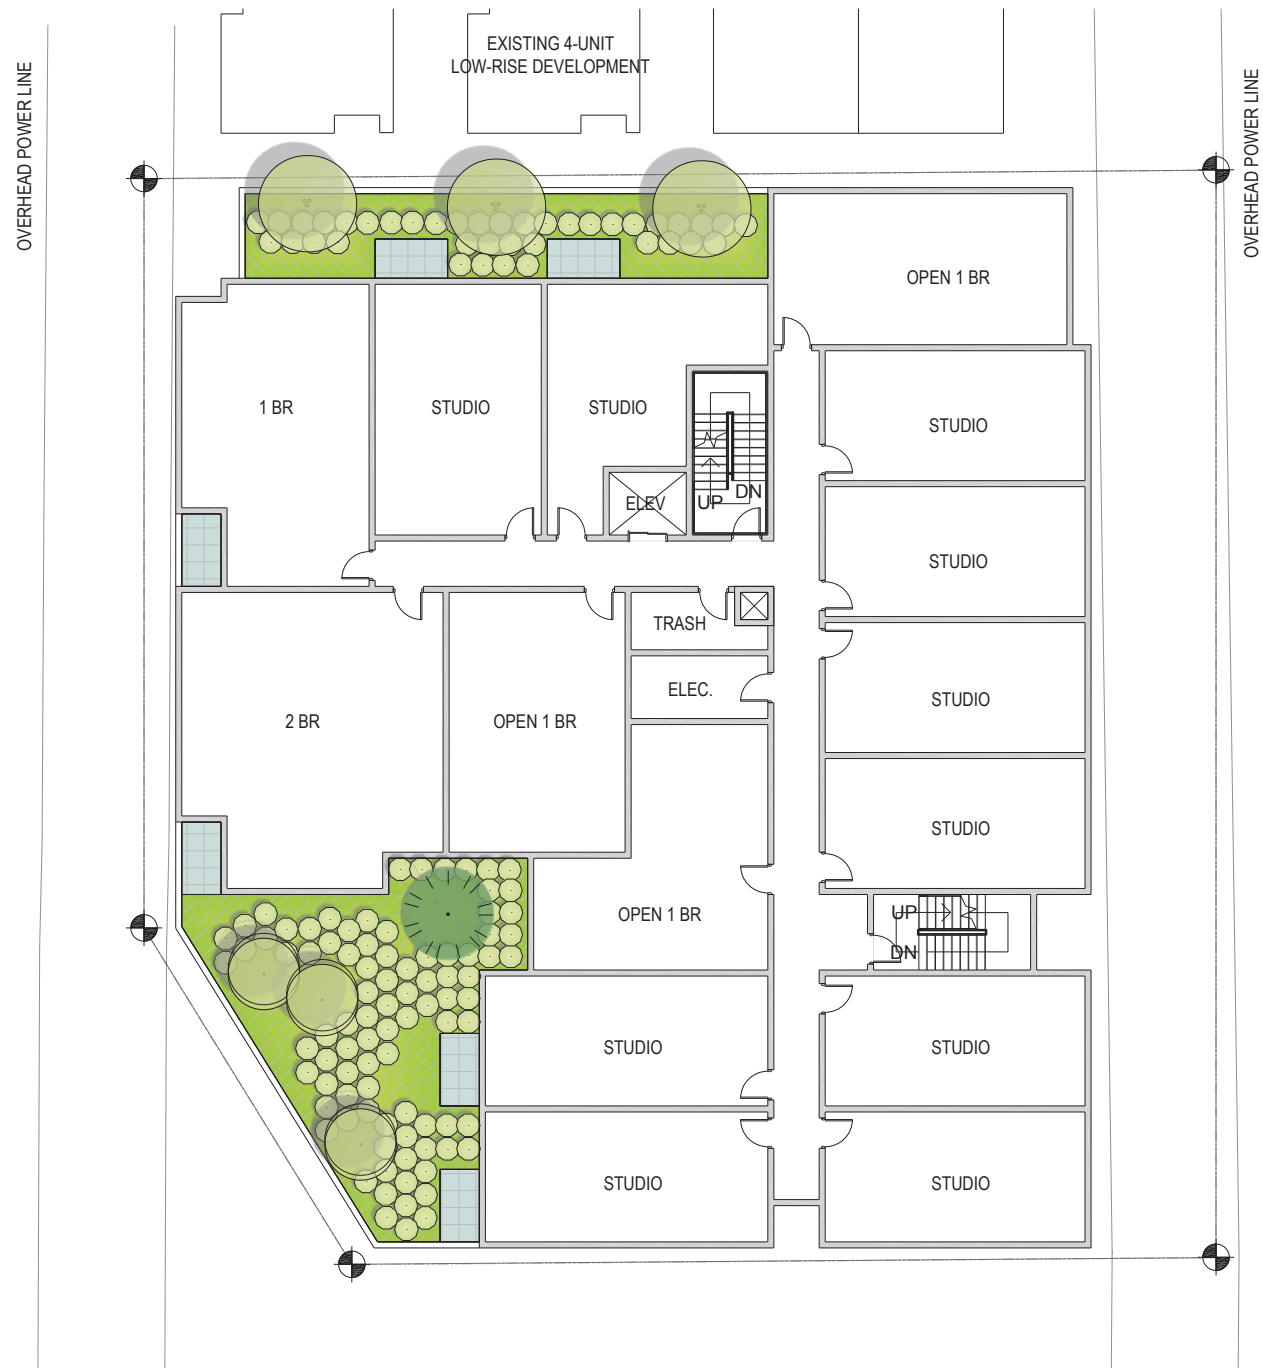 EXISTING 4-UNIT
LOW-RISE DEVELOPMENT
OVERHEAD POWER LINE
OVERHEAD POWER LINE
OPEN 1 BR
1 BR
STUDIO
STUDIO
STUDIO
ELEV
UP
DN
STUDIO
TRASH
ELEC.
STUDIO
2 BR
OPEN 1 BR
STUDIO
OPEN 1 BR
UP
DN
STUDIO
STUDIO
STUDIO
STUDIO